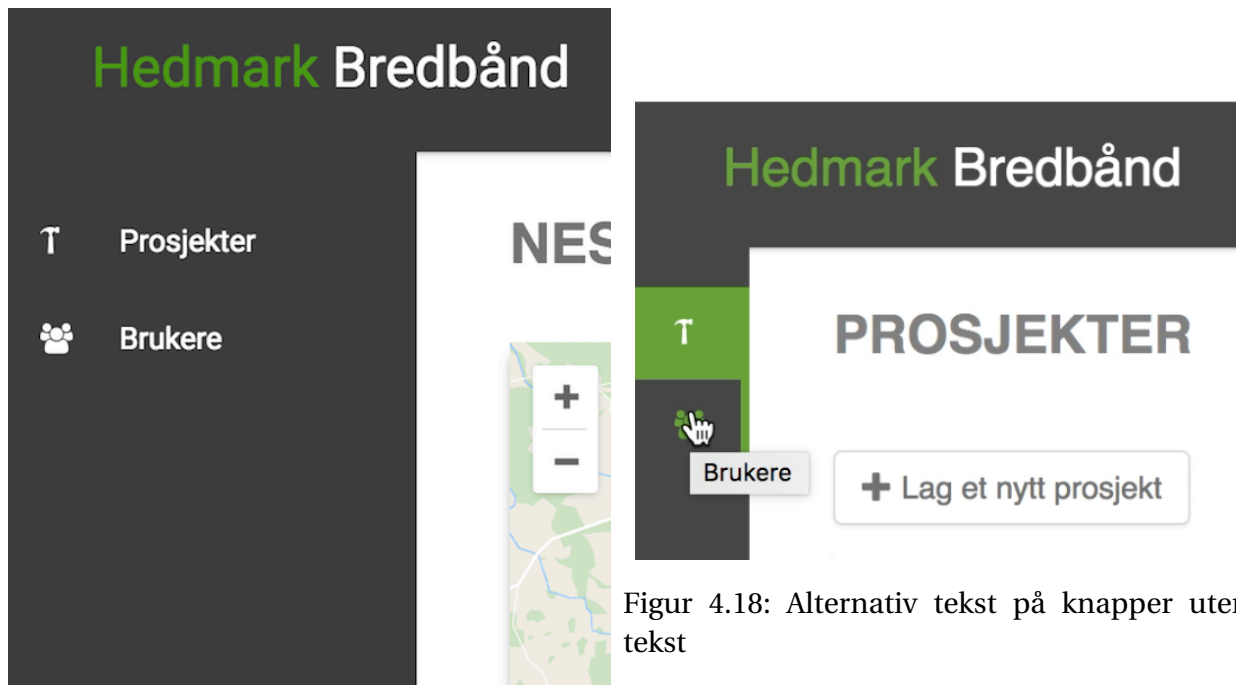 Hedmark Bredbånd
Prosjekter
Brukere
NES
+
−
Hedmark Bredbånd
PROSJEKTER
Brukere
+ Lag et nytt prosjekt
Figur 4.18: Alternativ tekst på knapper uten
tekst